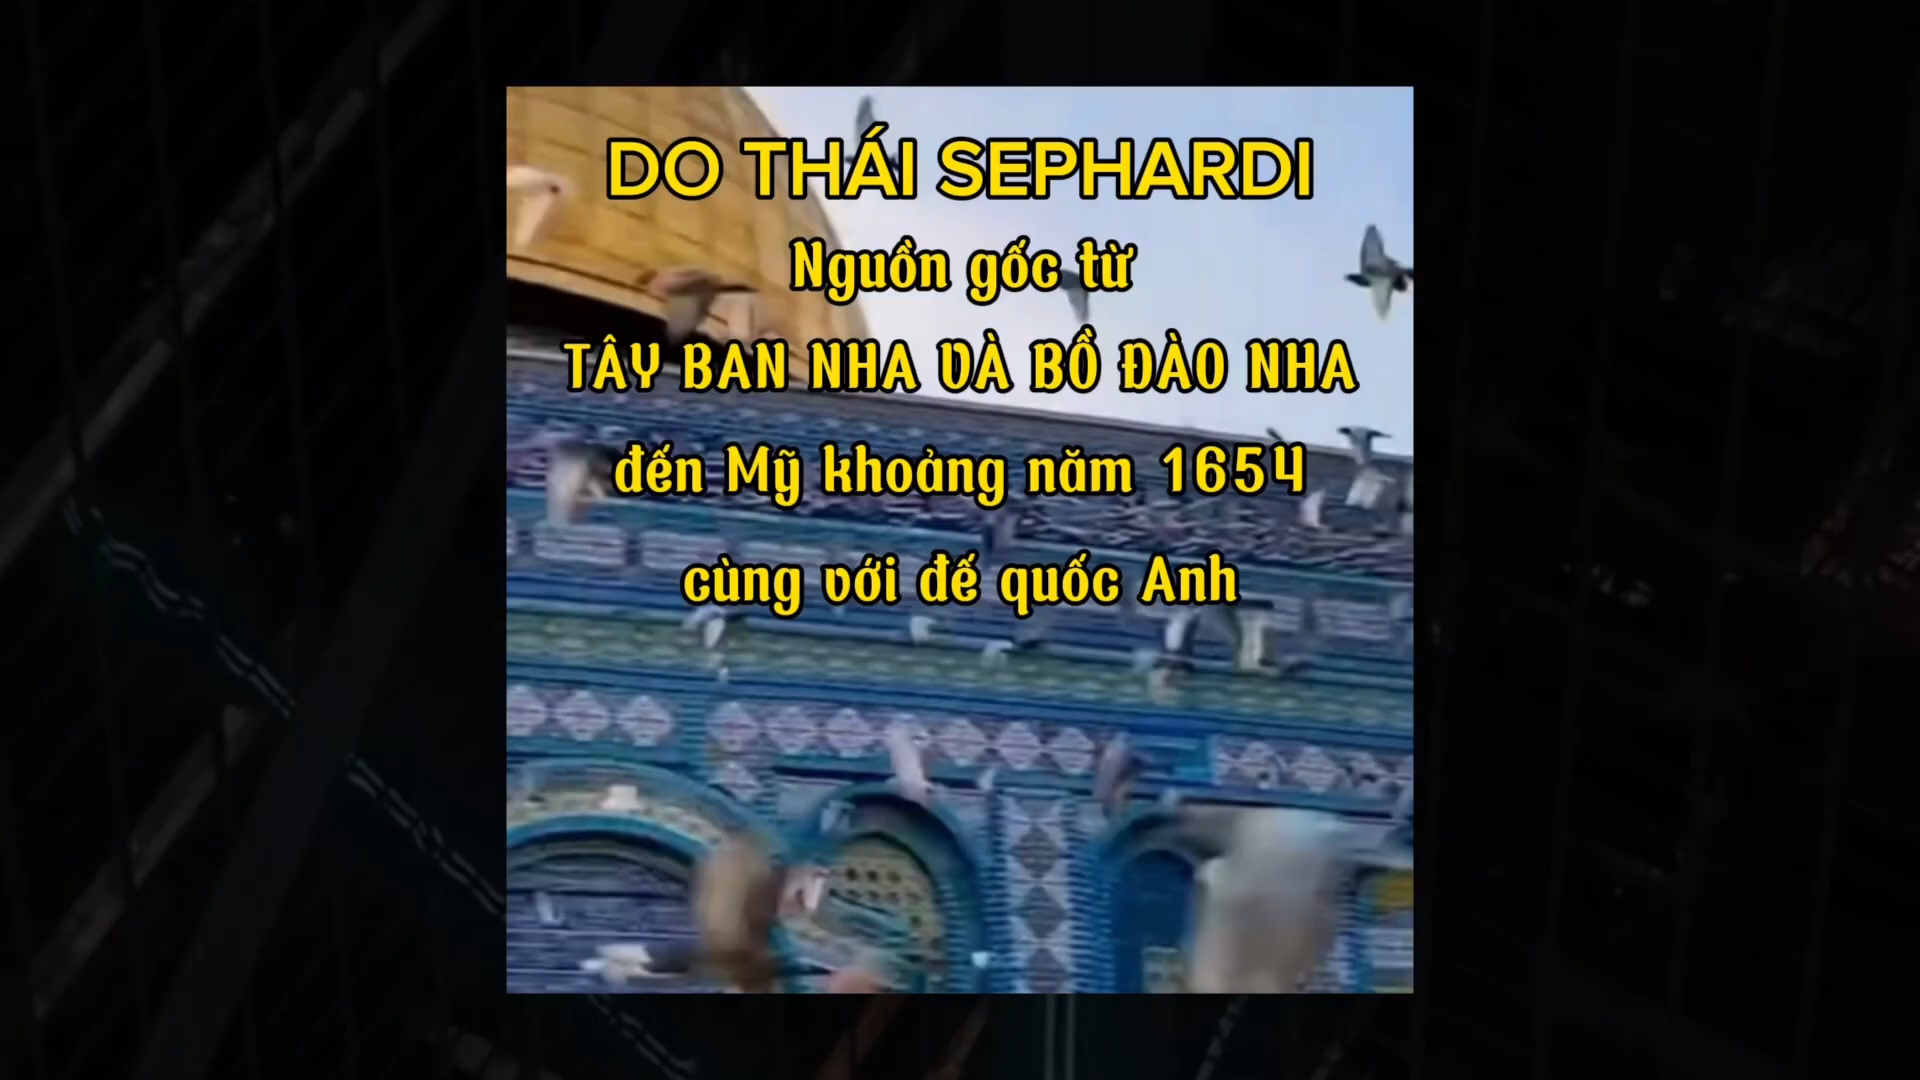 DO THÁI SEPHARDI
Nguồn gốc từ
TÂY BAN NHA VÀ BỒ ĐÀO NHA
đến Mỹ khoảng năm 1654
cùng với đế quốc Anh